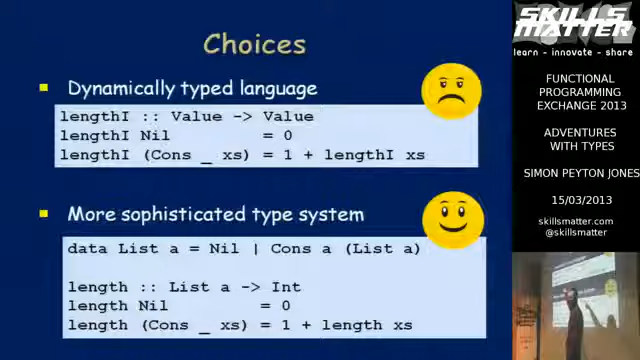 Choices
Dynamically typed language
lengthI :: Value -> Value
lengthI Nil = 0
lengthI (Cons _ xs) = 1 + lengthI xs
More sophisticated type system
data List a = Nil | Cons a (List a)
length :: List a -> Int
length Nil = 0
length (Cons _ xs) = 1 + length xs
SKILLS
MATTER
learn - innovate - share
FUNCTIONAL
PROGRAMMING
EXCHANGE 2013
ADVENTURES
WITH TYPES
SIMON PEYTON JONES
15/03/2013
skillsmatter.com
@skillsmatter